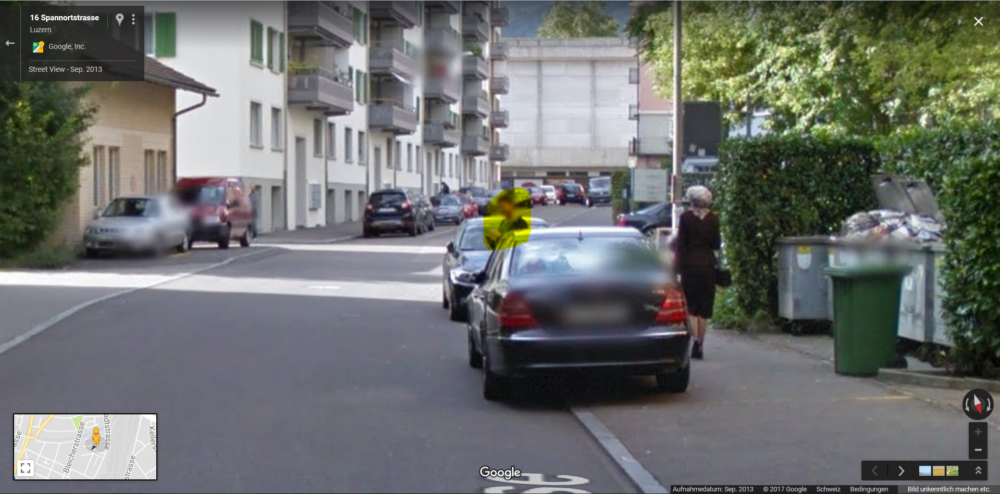 16 Spannortstrasse
Luzern
Google, Inc.
Street View - Sep. 2013
Bleicherstrasse
adtstrasse
Kellers
asse
strasse
Google
Aufnahmedatum: Sep. 2013 © 2017 Google Schweiz Bedingungen Bild unkenntlich machen etc.